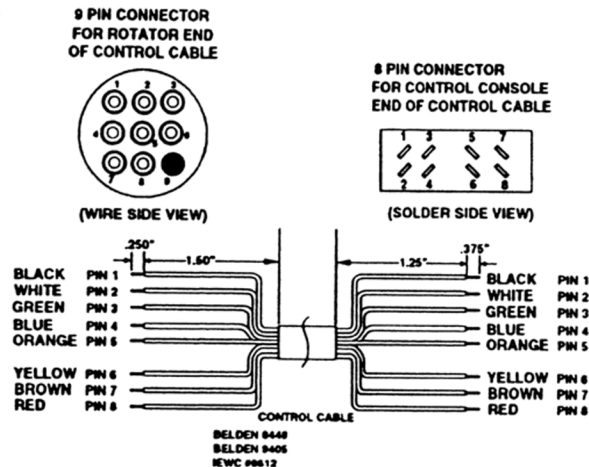 9 PIN CONNECTOR
FOR ROTATOR END
OF CONTROL CABLE
1 2 3
4 5 6
7 8 9
(WIRE SIDE VIEW)
8 PIN CONNECTOR
FOR CONTROL CONSOLE
END OF CONTROL CABLE
1 3 5 7
2 4 6 8
(SOLDER SIDE VIEW)
.250" 1.50" 1.25" .375"
BLACK PIN 1
WHITE PIN 2
GREEN PIN 3
BLUE PIN 4
ORANGE PIN 5
YELLOW PIN 6
BROWN PIN 7
RED PIN 8
BLACK PIN 1
WHITE PIN 2
GREEN PIN 3
BLUE PIN 4
ORANGE PIN 5
YELLOW PIN 6
BROWN PIN 7
RED PIN 8
CONTROL CABLE
BELDEN 8448
BELDEN 9405
IEWC